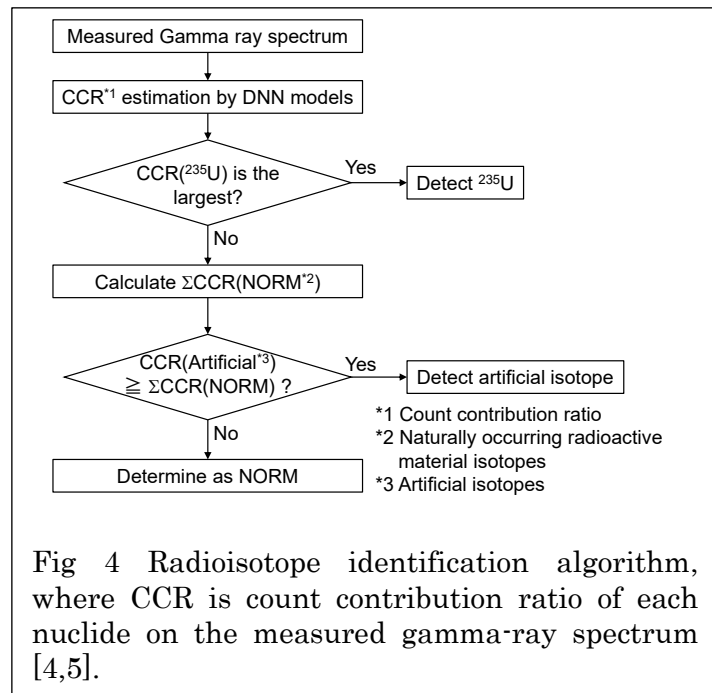 Measured Gamma ray spectrum
CCR*1 estimation by DNN models
CCR(235U) is the
largest?
Yes
Detect 235U
No
Calculate ΣCCR(NORM*2)
CCR(Artificial*3)
≧ ΣCCR(NORM) ?
Yes
Detect artificial isotope
No
Determine as NORM
*1 Count contribution ratio
*2 Naturally occurring radioactive
material isotopes
*3 Artificial isotopes
Fig 4 Radioisotope identification algorithm,
where CCR is count contribution ratio of each
nuclide on the measured gamma-ray spectrum
[4,5].